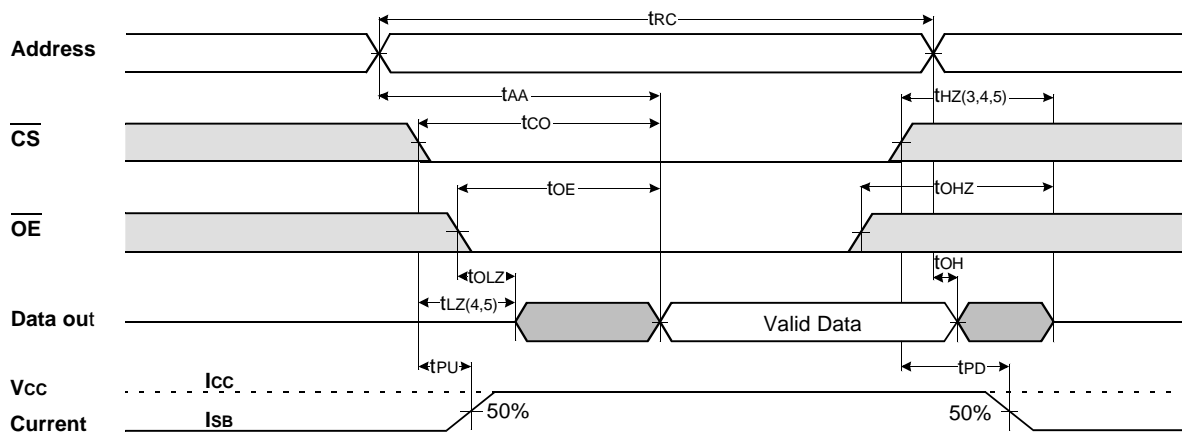 tRC
Address
tAA
tHZ(3,4,5)
tCO
CS
tOE
tOHZ
OE
tOLZ
tOH
tLZ(4,5)
Data out
Valid Data
tPU
tPD
VCC
ICC
50%
50%
Current
ISB